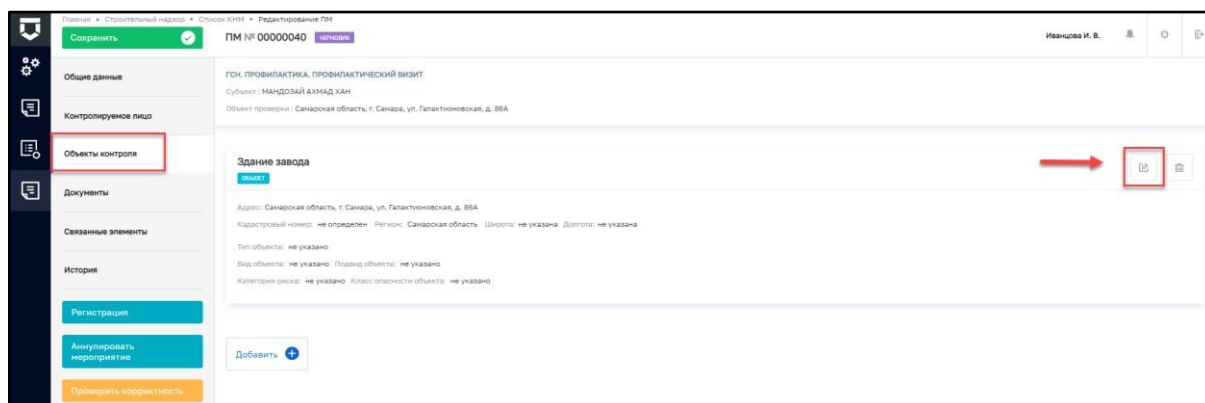 Главная • Строительный надзор • Список КНМ • Редактирование ПМ
Сохранить
ПМ № 00000040 ЧЕРНОВИК
Иванцова И. В.
Общие данные
Контролируемое лицо
Объекты контроля
Документы
Связанные элементы
История
Регистрация
Аннулировать
мероприятие
Проверить корректность
ГСН. ПРОФИЛАКТИКА. ПРОФИЛАКТИЧЕСКИЙ ВИЗИТ
Субъект: МАНДОЗАЙ АХМАД ХАН
Объект проверки: Самарская область, г. Самара, ул. Галактионовская, д. 86А
Здание завода
ОБЪЕКТ
Адрес: Самарская область, г. Самара, ул. Галактионовская, д. 86А
Кадастровый номер: не определен Регион: Самарская область Широта: не указана Долгота: не указана
Тип объекта: не указано
Вид объекта: не указано Подвид объекта: не указано
Категория риска: не указано Класс опасности объекта: не указано
Добавить